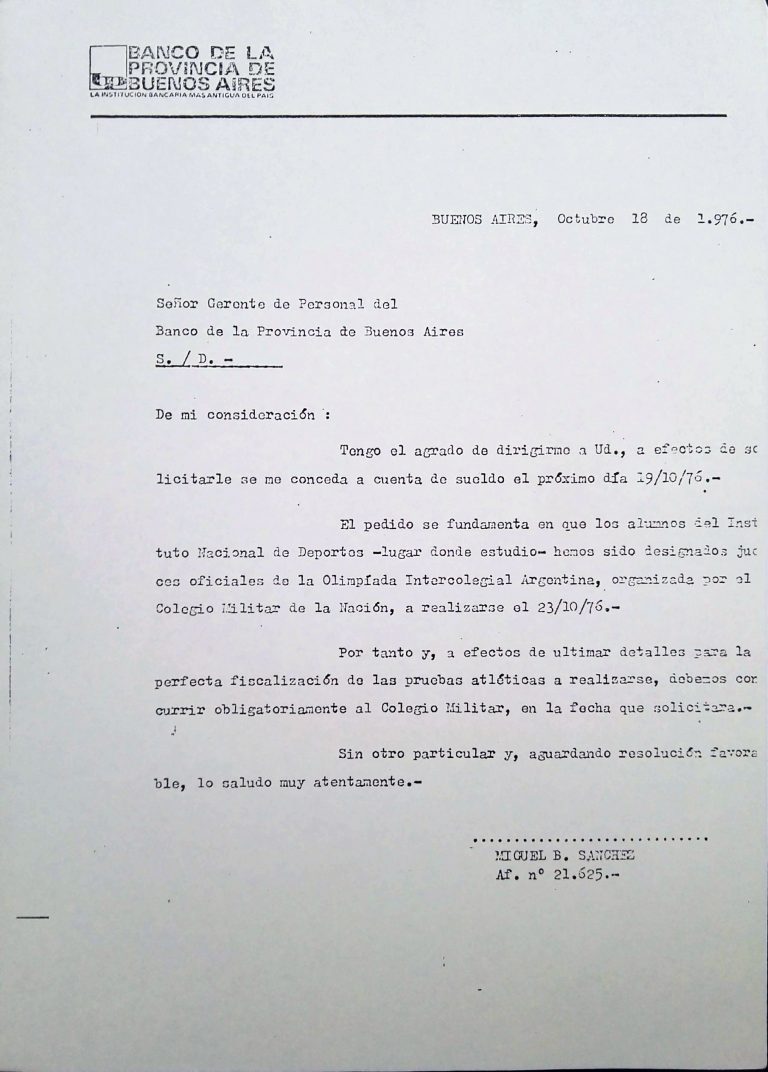 BANCO DE LA
PROVINCIA DE
BUENOS AIRES
LA INSTITUCION BANCARIA MAS ANTIGUA DEL PAIS
BUENOS AIRES, Octubre 18 de 1.976.-
Señor Gerente de Personal del
Banco de la Provincia de Buenos Aires
S. / D. -
De mi consideración :
Tengo el agrado de dirigirme a Ud., a efectos de so
licitarle se me conceda a cuenta de sueldo el próximo día 19/10/76.-
El pedido se fundamenta en que los alumnos del Inst
tuto Nacional de Deportes -lugar donde estudio- hemos sido designados jue
ces oficiales de la Olimpíada Intercolegial Argentina, organizada por el
Colegio Militar de la Nación, a realizarse el 23/10/76.-
Por tanto y, a efectos de ultimar detalles para la
perfecta fiscalización de las pruebas atléticas a realizarse, debemos con
currir obligatoriamente al Colegio Militar, en la fecha que solicitara.-
Sin otro particular y, aguardando resolución favora
ble, lo saludo muy atentamente.-
MIGUEL B. SANCHEZ
Af. nº 21.625.-